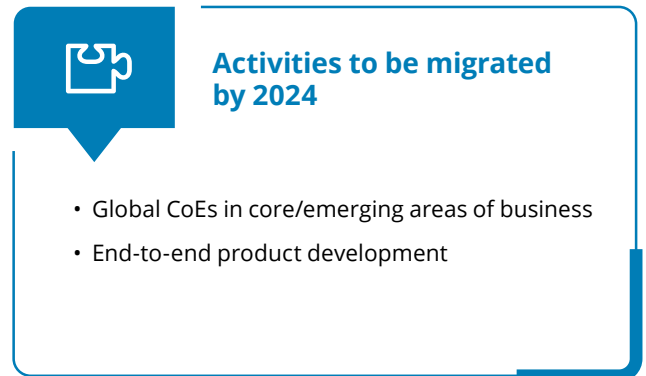 Activities to be migrated
by 2024
• Global CoEs in core/emerging areas of business
• End-to-end product development